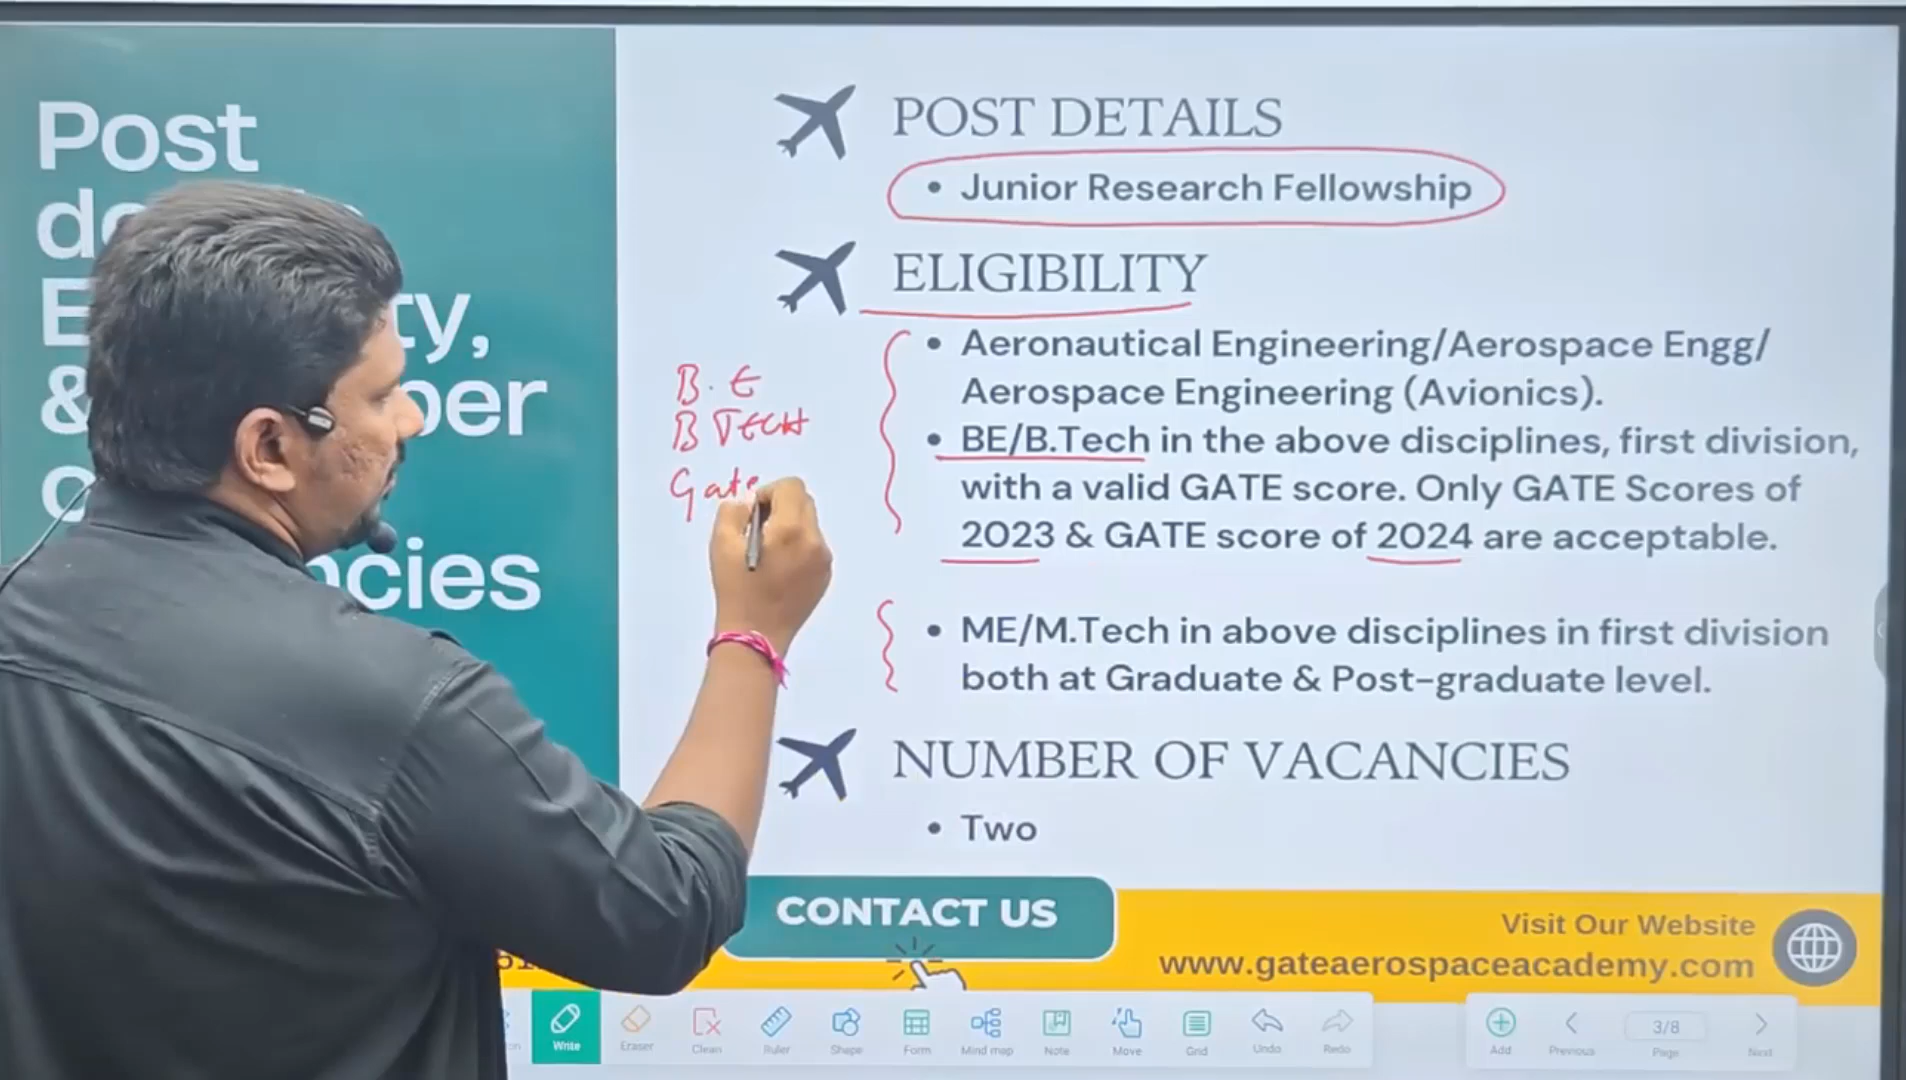 Post
&
POST DETAILS
• Junior Research Fellowship
ELIGIBILITY
• Aeronautical Engineering/Aerospace Engg/
Aerospace Engineering (Avionics).
• BE/B.Tech in the above disciplines, first division,
with a valid GATE score. Only GATE Scores of
2023 & GATE score of 2024 are acceptable.
• ME/M.Tech in above disciplines in first division
both at Graduate & Post-graduate level.
NUMBER OF VACANCIES
• Two
B.E
B TECH
Gate
CONTACT US
Visit Our Website
www.gateaerospaceacademy.com
Write
Eraser
Clean
Ruler
Shape
Form
Mind map
Note
Move
Grid
Undo
Redo
Add
Previous
3/8
Page
Next